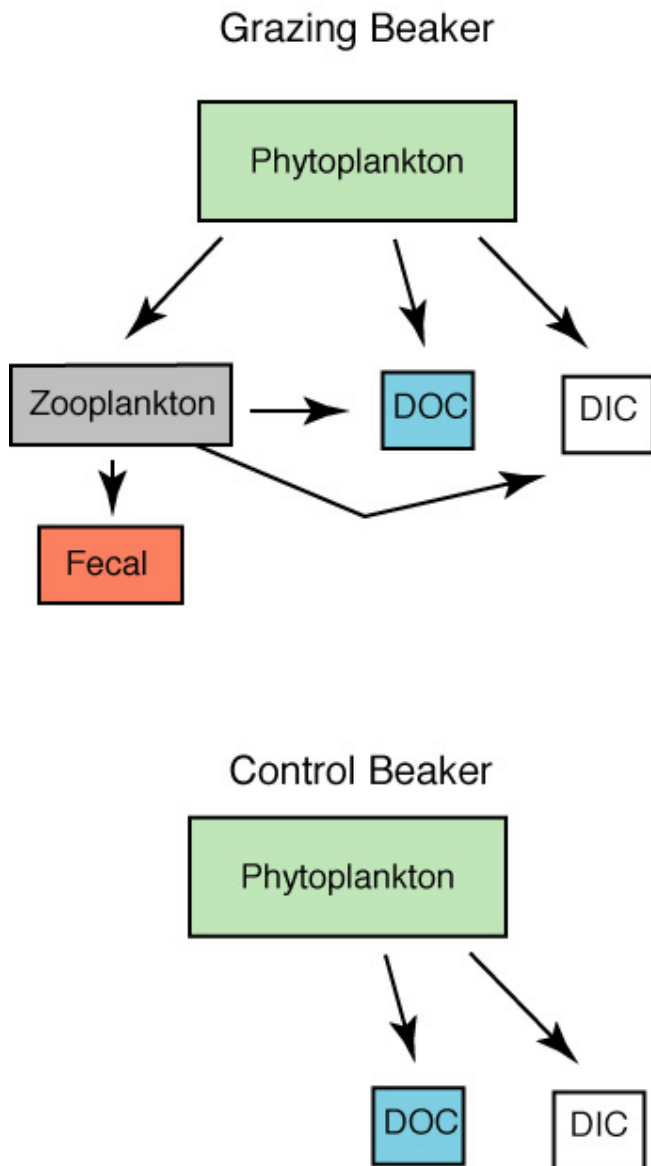 Grazing Beaker
Phytoplankton
Zooplankton
DOC
DIC
Fecal
Control Beaker
Phytoplankton
DOC
DIC